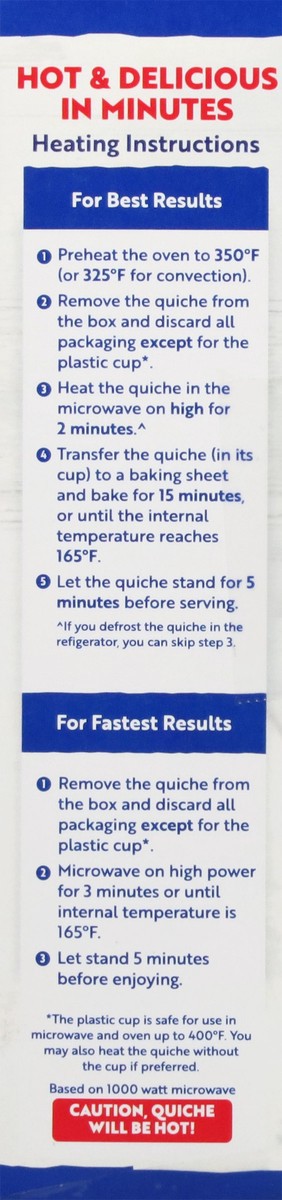 HOT & DELICIOUS
IN MINUTES
Heating Instructions
For Best Results
1 Preheat the oven to 350°F
(or 325°F for convection).
2 Remove the quiche from
the box and discard all
packaging except for the
plastic cup*.
3 Heat the quiche in the
microwave on high for
2 minutes.^
4 Transfer the quiche (in its
cup) to a baking sheet
and bake for 15 minutes,
or until the internal
temperature reaches
165°F.
5 Let the quiche stand for 5
minutes before serving.
^If you defrost the quiche in the
refigerator, you can skip step 3.
For Fastest Results
1 Remove the quiche from
the box and discard all
packaging except for the
plastic cup*.
2 Microwave on high power
for 3 minutes or until
internal temperature is
165°F.
3 Let stand 5 minutes
before enjoying.
*The plastic cup is safe for use in
microwave and oven up to 400°F. You
may also heat the quiche without
the cup if preferred.
Based on 1000 watt microwave
CAUTION, QUICHE
WILL BE HOT!